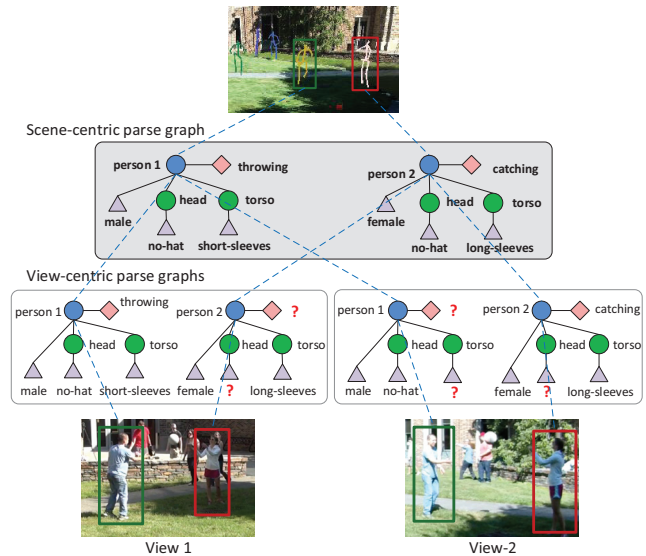 Scene-centric parse graph
person 1 throwing
person 2 catching
male head torso
no-hat short-sleeves
female head torso
no-hat long-sleeves
View-centric parse graphs
person 1 throwing
head torso
male no-hat short-sleeves
person 2 ?
head torso
female ? long-sleeves
person 1 ?
head torso
male no-hat ?
person 2 catching
head torso
female ? long-sleeves
View 1
View-2